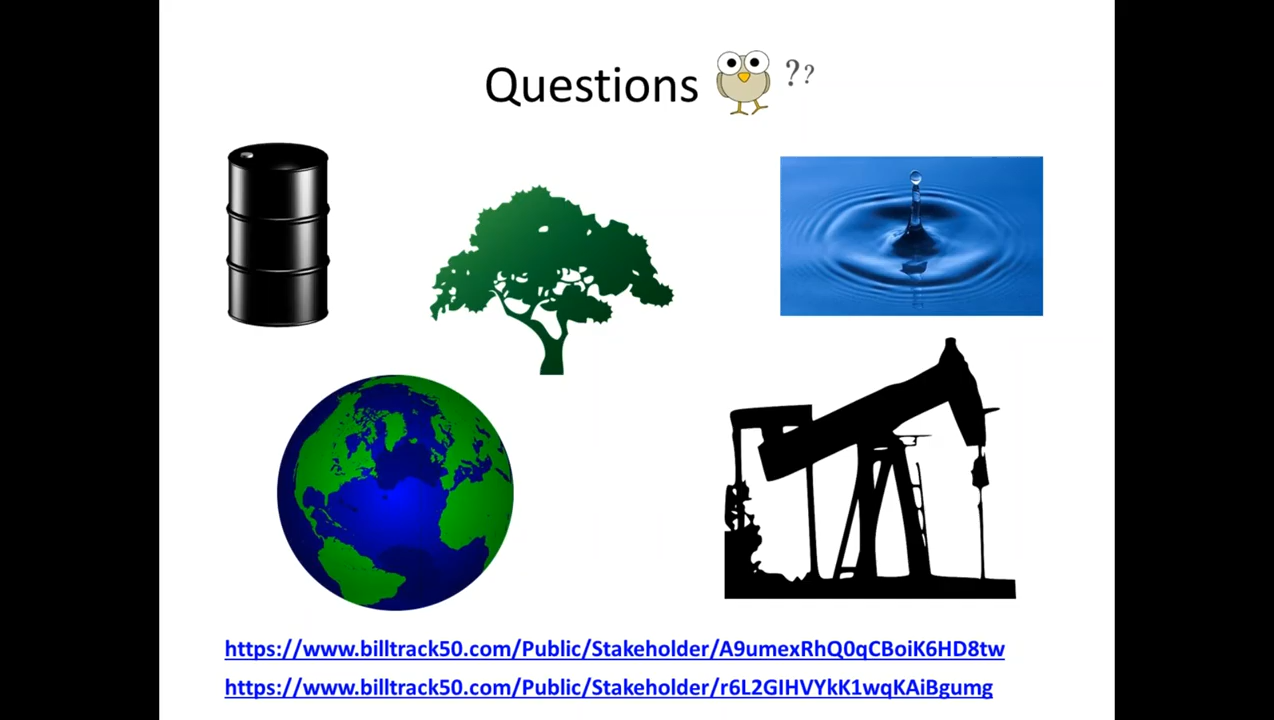 Questions ??
https://www.billtrack50.com/Public/Stakeholder/A9umexRhQ0qCBoiK6HD8tw
https://www.billtrack50.com/Public/Stakeholder/r6L2GIHVYkK1wqKAiBgumg